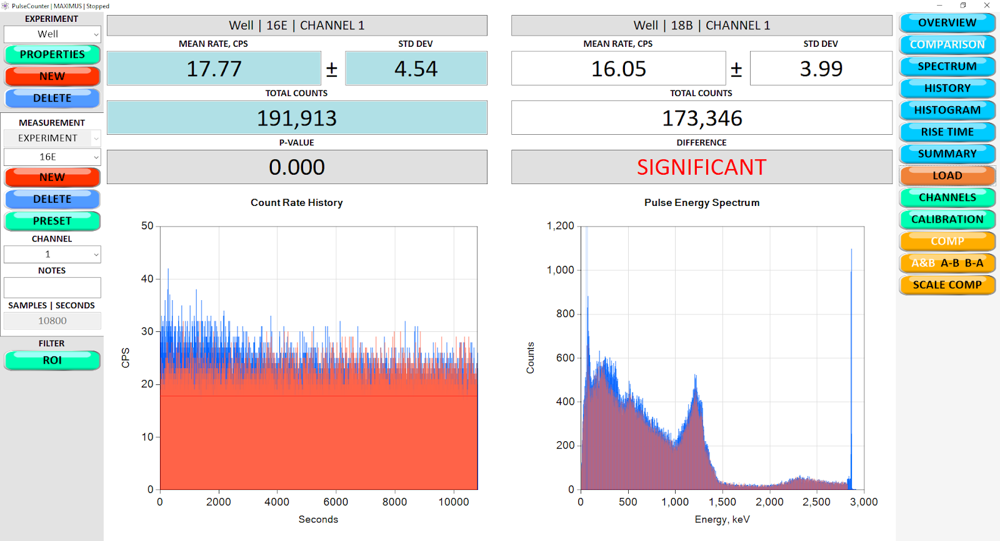 PulseCounter | MAXIMUS | Stopped
EXPERIMENT
Well
PROPERTIES
NEW
DELETE
MEASUREMENT
EXPERIMENT
16E
NEW
DELETE
PRESET
CHANNEL
1
NOTES
SAMPLES | SECONDS
10800
FILTER
ROI
Well | 16E | CHANNEL 1
MEAN RATE, CPS
STD DEV
17.77
±
4.54
TOTAL COUNTS
191,913
P-VALUE
0.000
Well | 18B | CHANNEL 1
MEAN RATE, CPS
STD DEV
16.05
±
3.99
TOTAL COUNTS
173,346
DIFFERENCE
SIGNIFICANT
Count Rate History
50
40
30
20
10
0
CPS
0 2000 4000 6000 8000 10000
Seconds
Pulse Energy Spectrum
1,200
1,000
800
600
400
200
0
Counts
0 500 1,000 1,500 2,000 2,500 3,000
Energy, keV
OVERVIEW
COMPARISON
SPECTRUM
HISTORY
HISTOGRAM
RISE TIME
SUMMARY
LOAD
CHANNELS
CALIBRATION
COMP
A&B A-B B-A
SCALE COMP